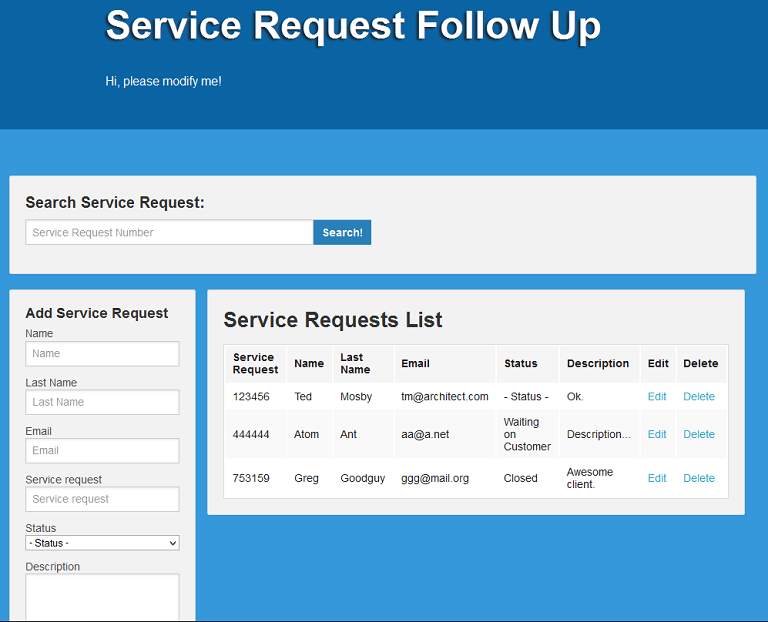 Service Request Follow Up
Hi, please modify me!
Search Service Request:
Service Request Number Search!
Add Service Request
Name
Name
Last Name
Last Name
Email
Email
Service request
Service request
Status
- Status -
Description
Service Requests List
Service Request Name Last Name Email Status Description Edit Delete
123456 Ted Mosby tm@architect.com - Status - Ok. Edit Delete
444444 Atom Ant aa@a.net Waiting on Customer Description... Edit Delete
753159 Greg Goodguy ggg@mail.org Closed Awesome client. Edit Delete